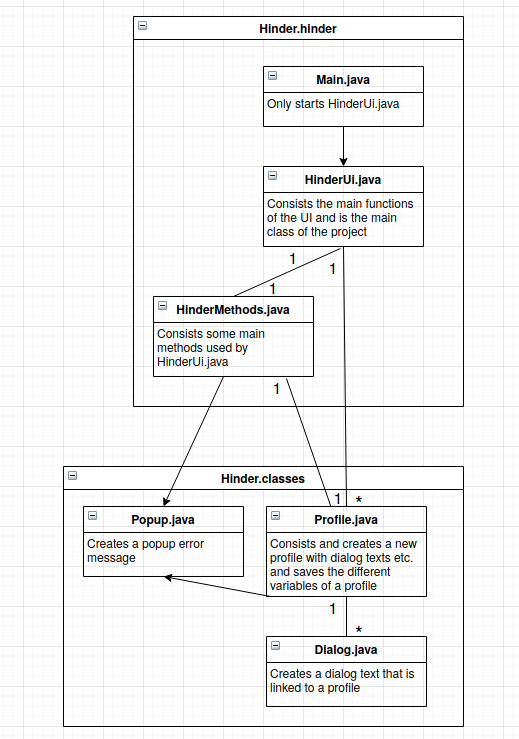 Hinder.hinder
Main.java
Only starts HinderUi.java
HinderUi.java
Consists the main functions
of the UI and is the main
class of the project
1
1
1
HinderMethods.java
Consists some main
methods used by
HinderUi.java
1
Hinder.classes
1
*
Popup.java
Creates a popup error
message
Profile.java
Consists and creates a new
profile with dialog texts etc.
and saves the different
variables of a profile
1
*
Dialog.java
Creates a dialog text that is
linked to a profile